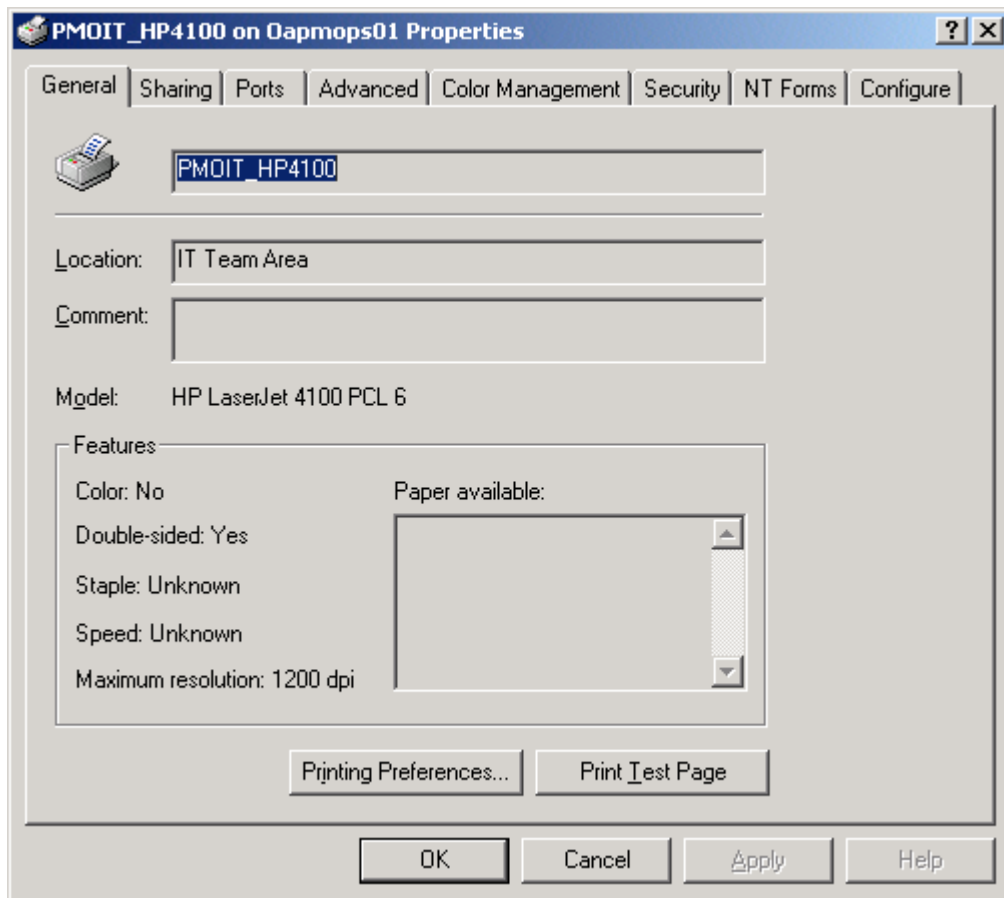 PMOIT_HP4100 on Oapmops01 Properties
? X
General Sharing Ports Advanced Color Management Security NT Forms Configure
PMOIT_HP4100
Location: IT Team Area
Comment:
Model: HP LaserJet 4100 PCL 6
Features
Color: No Paper available:
Double-sided: Yes
Staple: Unknown
Speed: Unknown
Maximum resolution: 1200 dpi
Printing Preferences... Print Test Page
OK Cancel Apply Help